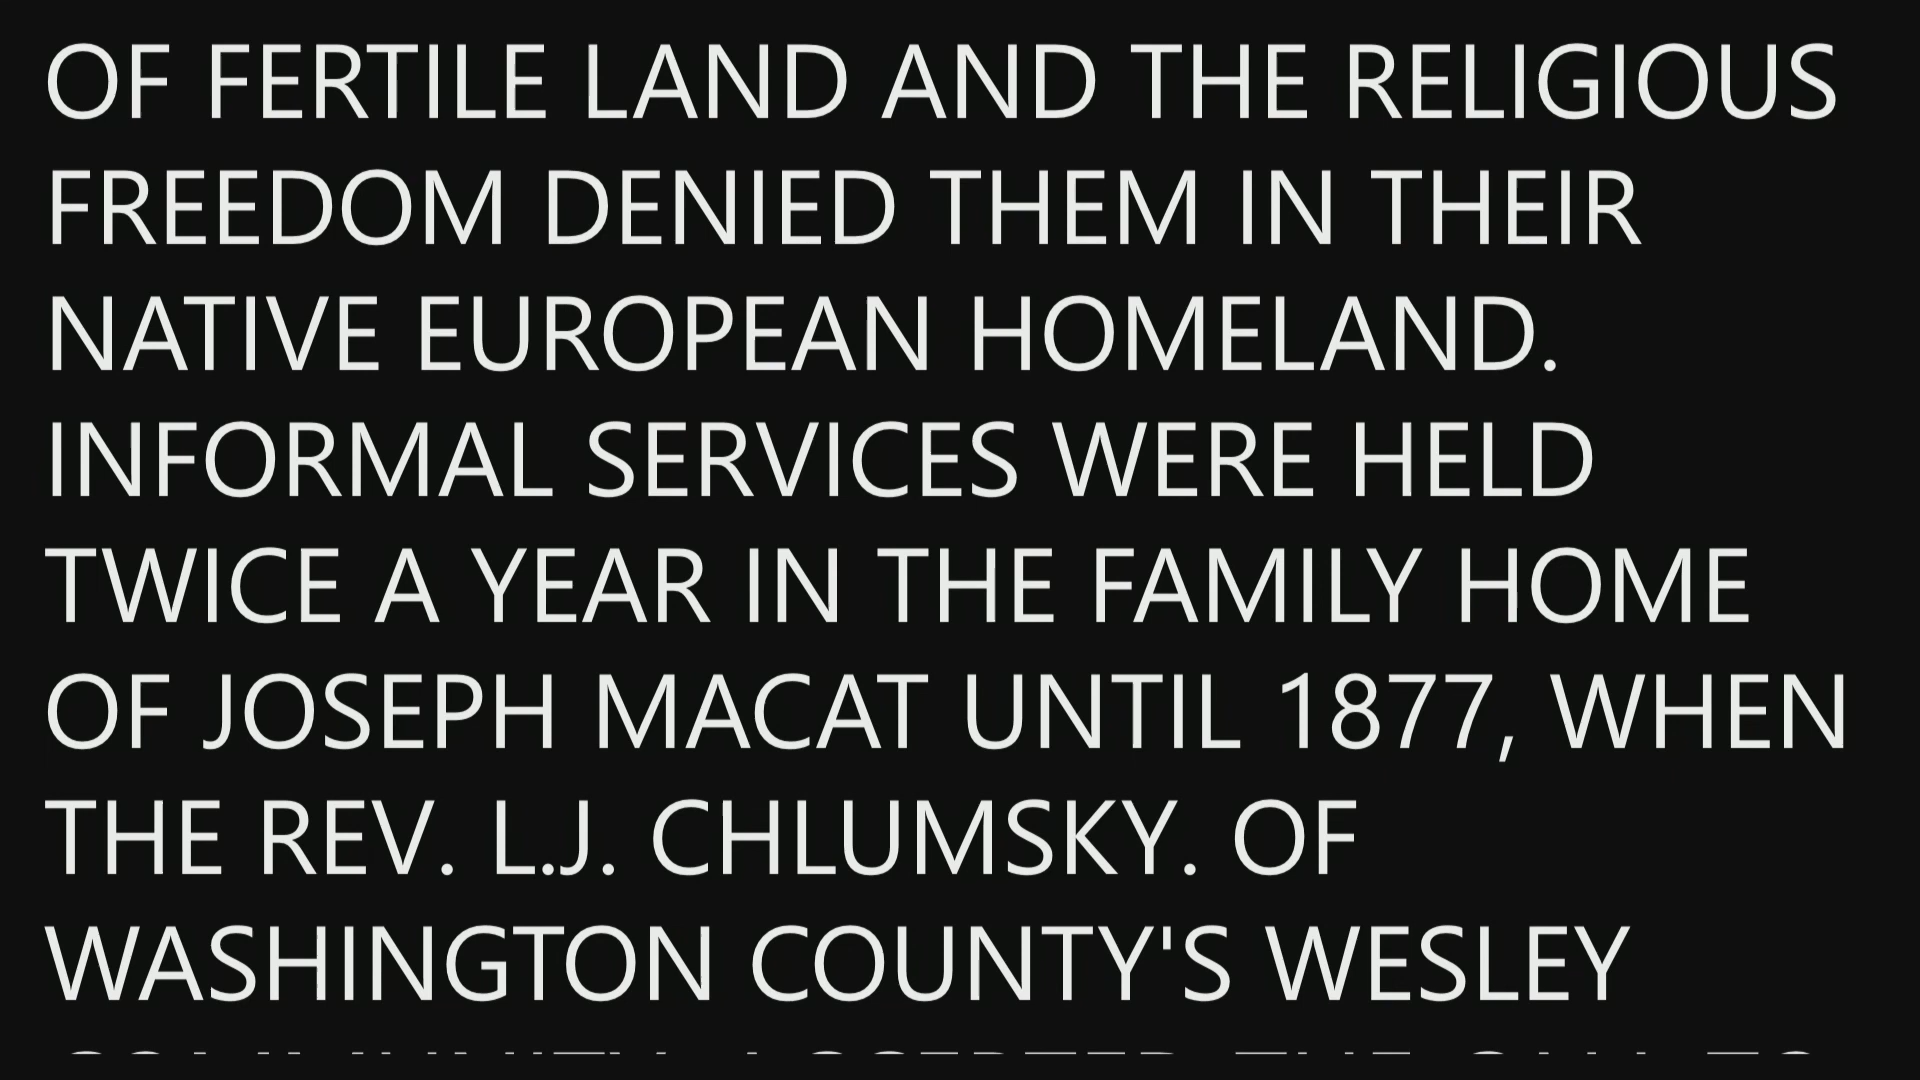 OF FERTILE LAND AND THE RELIGIOUS
FREEDOM DENIED THEM IN THEIR
NATIVE EUROPEAN HOMELAND.
INFORMAL SERVICES WERE HELD
TWICE A YEAR IN THE FAMILY HOME
OF JOSEPH MACAT UNTIL 1877, WHEN
THE REV. L.J. CHLUMSKY. OF
WASHINGTON COUNTY'S WESLEY